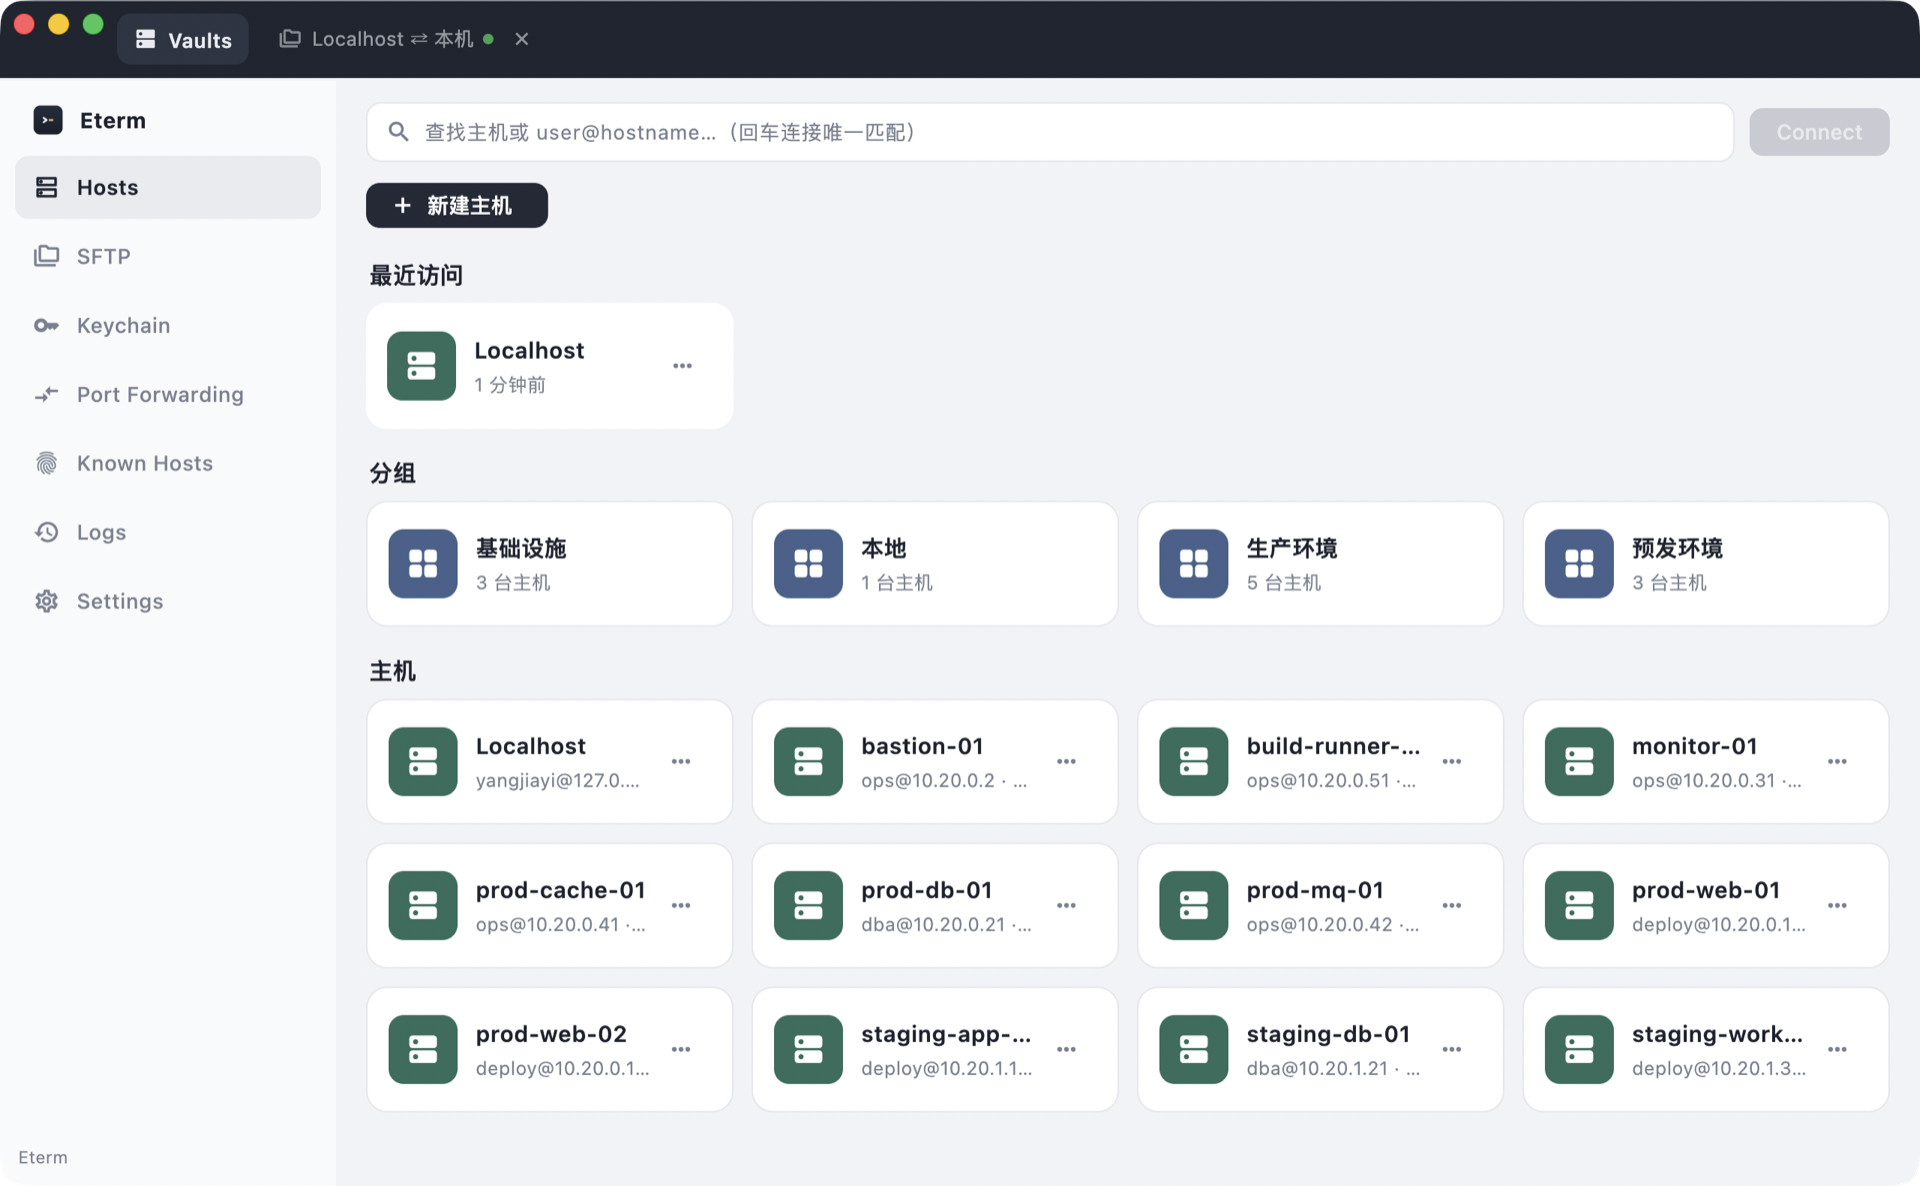 Vaults
Localhost ⇄ 本机
Eterm
Hosts
SFTP
Keychain
Port Forwarding
Known Hosts
Logs
Settings
Eterm
查找主机或 user@hostname...（回车连接唯一匹配）
Connect
+ 新建主机
最近访问
Localhost
1 分钟前
分组
基础设施
3 台主机
本地
1 台主机
生产环境
5 台主机
预发环境
3 台主机
主机
Localhost
yangjiayi@127.0....
bastion-01
ops@10.20.0.2 · ...
build-runner-...
ops@10.20.0.51 ·...
monitor-01
ops@10.20.0.31 ·...
prod-cache-01
ops@10.20.0.41 ·...
prod-db-01
dba@10.20.0.21 ·...
prod-mq-01
ops@10.20.0.42 ·...
prod-web-01
deploy@10.20.0.1...
prod-web-02
deploy@10.20.0.1...
staging-app-...
deploy@10.20.1.1...
staging-db-01
dba@10.20.1.21 · ...
staging-work...
deploy@10.20.1.3...